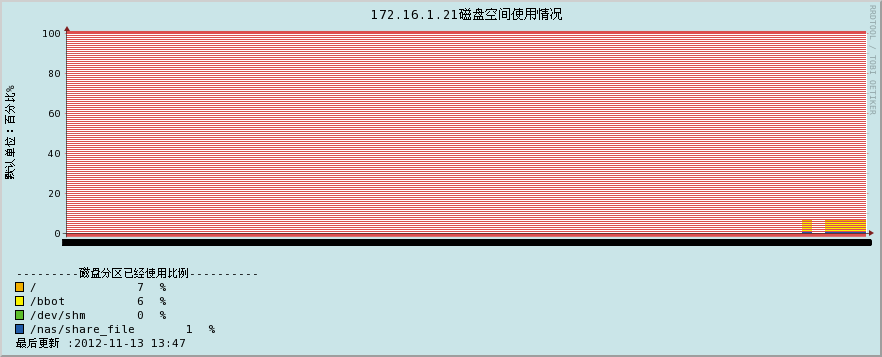 172.16.1.21磁盘空间使用情况
RRDTOOL / TOBI OETIKER
默认单位：百分比%
100
80
60
40
20
0
---------磁盘分区已经使用比例----------
/ 7 %
/bbot 6 %
/dev/shm 0 %
/nas/share_file 1 %
最后更新 :2012-11-13 13:47